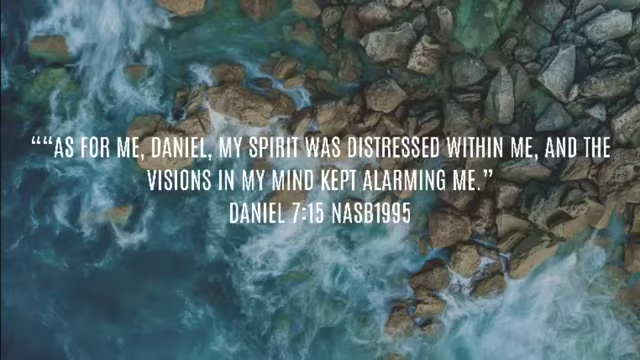 ““AS FOR ME, DANIEL, MY SPIRIT WAS DISTRESSED WITHIN ME, AND THE
VISIONS IN MY MIND KEPT ALARMING ME.”
DANIEL 7:15 NASB1995